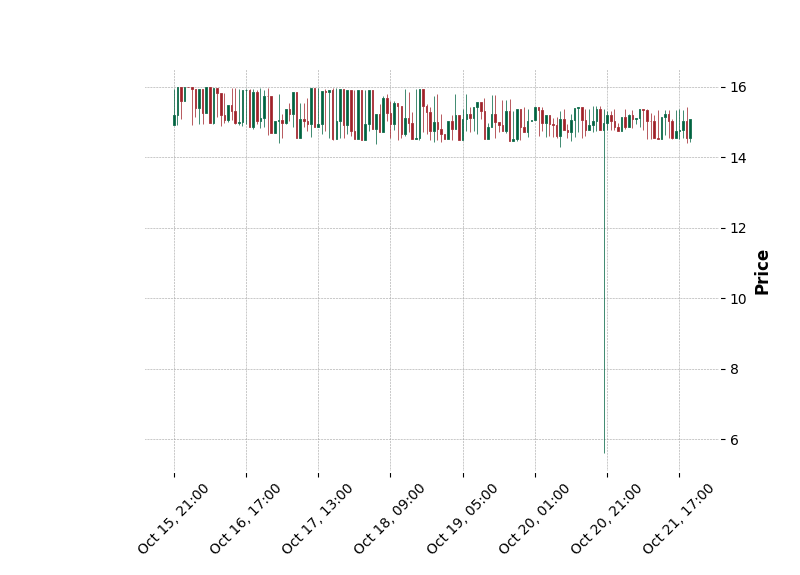 16
14
12
10
8
6
Price
Oct 15, 21:00
Oct 16, 17:00
Oct 17, 13:00
Oct 18, 09:00
Oct 19, 05:00
Oct 20, 01:00
Oct 20, 21:00
Oct 21, 17:00